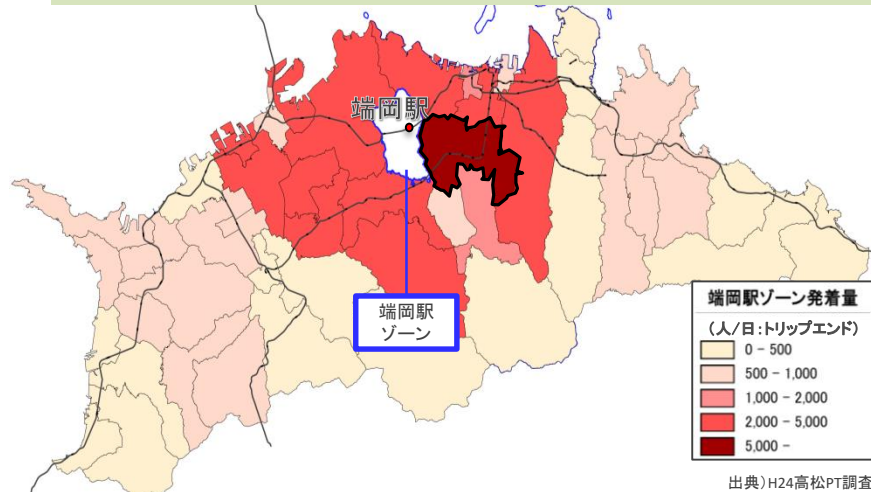 端岡駅
端岡駅
ゾーン
端岡駅ゾーン発着量
(人/日:トリップエンド)
0 - 500
500 - 1,000
1,000 - 2,000
2,000 - 5,000
5,000 -
出典)H24高松PT調査